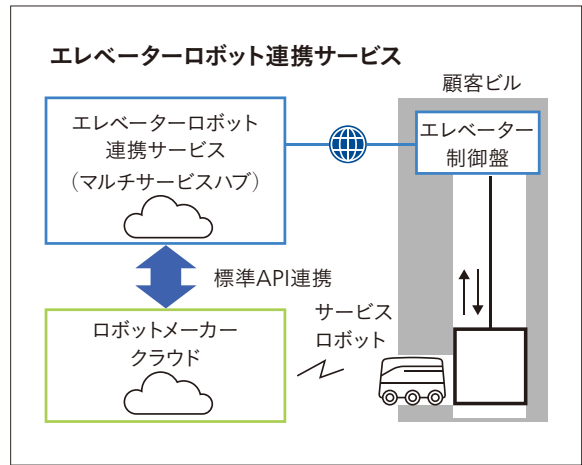 エレベーターロボット連携サービス
顧客ビル
エレベーターロボット
連携サービス
（マルチサービスハブ）
エレベーター
制御盤
標準API連携
サービス
ロボット
ロボットメーカー
クラウド